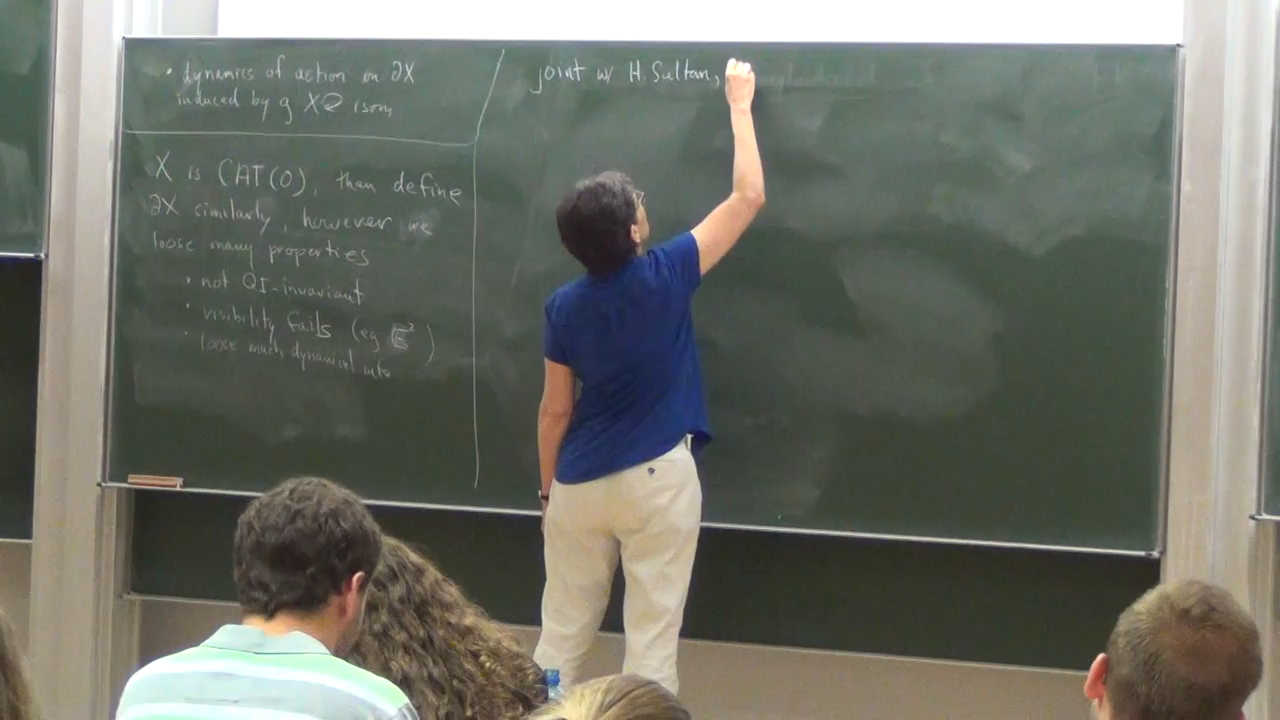 • dynamics of action on ∂X
induced by g X⟲ isom
X is CAT(0), then define
∂X similarly, however we
loose many properties
• not QI-invariant
• visibility fails (eg 𝔼²)
• loose much dynamical info
joint w/ H. Sultan,